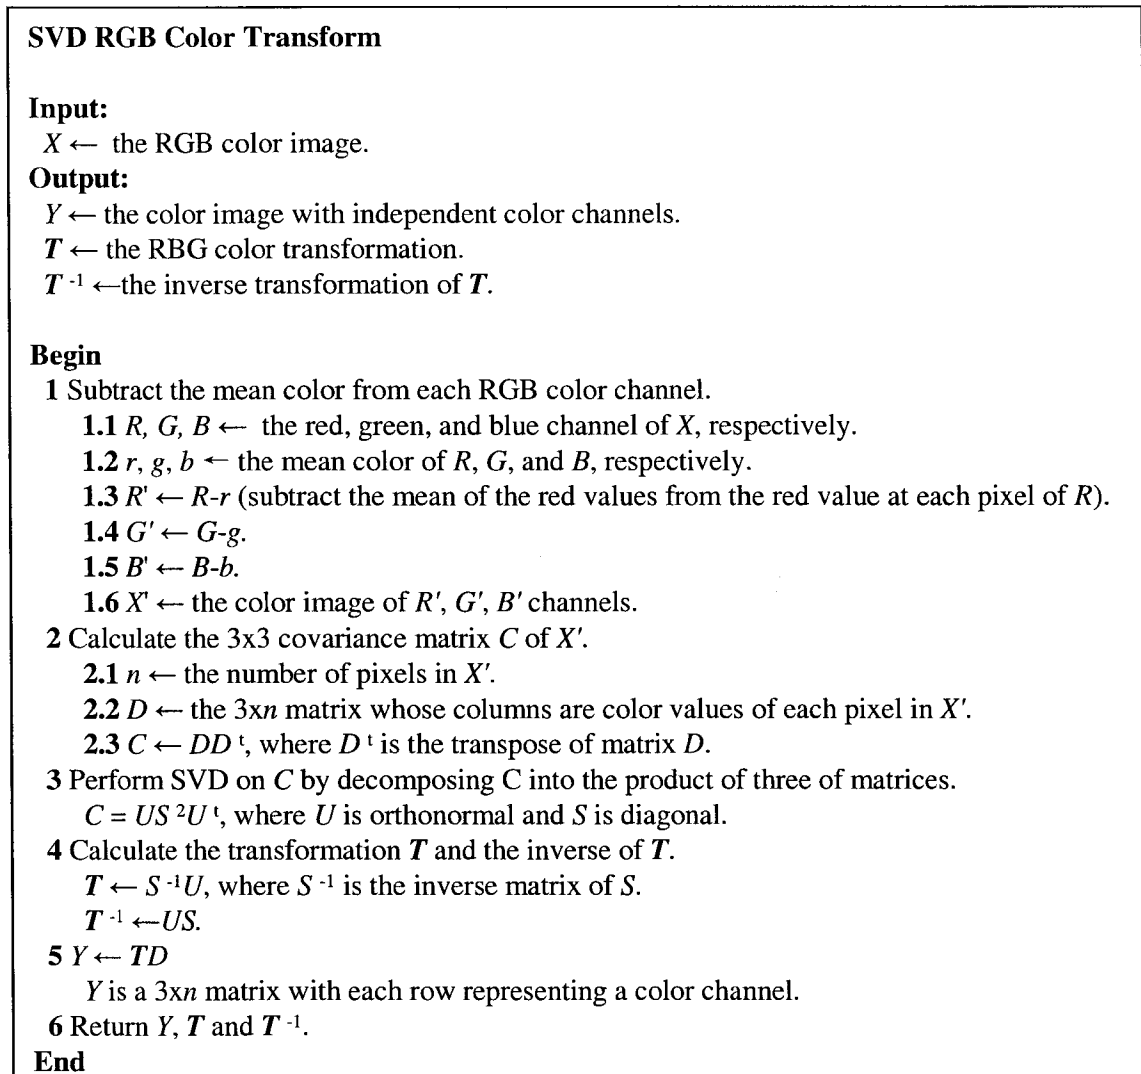 SVD RGB Color Transform
Input:
X ← the RGB color image.
Output:
Y ← the color image with independent color channels.
T ← the RBG color transformation.
T ⁻¹ ←the inverse transformation of T.
Begin
1 Subtract the mean color from each RGB color channel.
1.1 R, G, B ← the red, green, and blue channel of X, respectively.
1.2 r, g, b ← the mean color of R, G, and B, respectively.
1.3 R' ← R-r (subtract the mean of the red values from the red value at each pixel of R).
1.4 G' ← G-g.
1.5 B' ← B-b.
1.6 X' ← the color image of R', G', B' channels.
2 Calculate the 3x3 covariance matrix C of X'.
2.1 n ← the number of pixels in X'.
2.2 D ← the 3xn matrix whose columns are color values of each pixel in X'.
2.3 C ← DD ᵗ, where D ᵗ is the transpose of matrix D.
3 Perform SVD on C by decomposing C into the product of three of matrices.
C = US ²U ᵗ, where U is orthonormal and S is diagonal.
4 Calculate the transformation T and the inverse of T.
T ← S ⁻¹U, where S ⁻¹ is the inverse matrix of S.
T ⁻¹ ←US.
5 Y ← TD
Y is a 3xn matrix with each row representing a color channel.
6 Return Y, T and T ⁻¹.
End